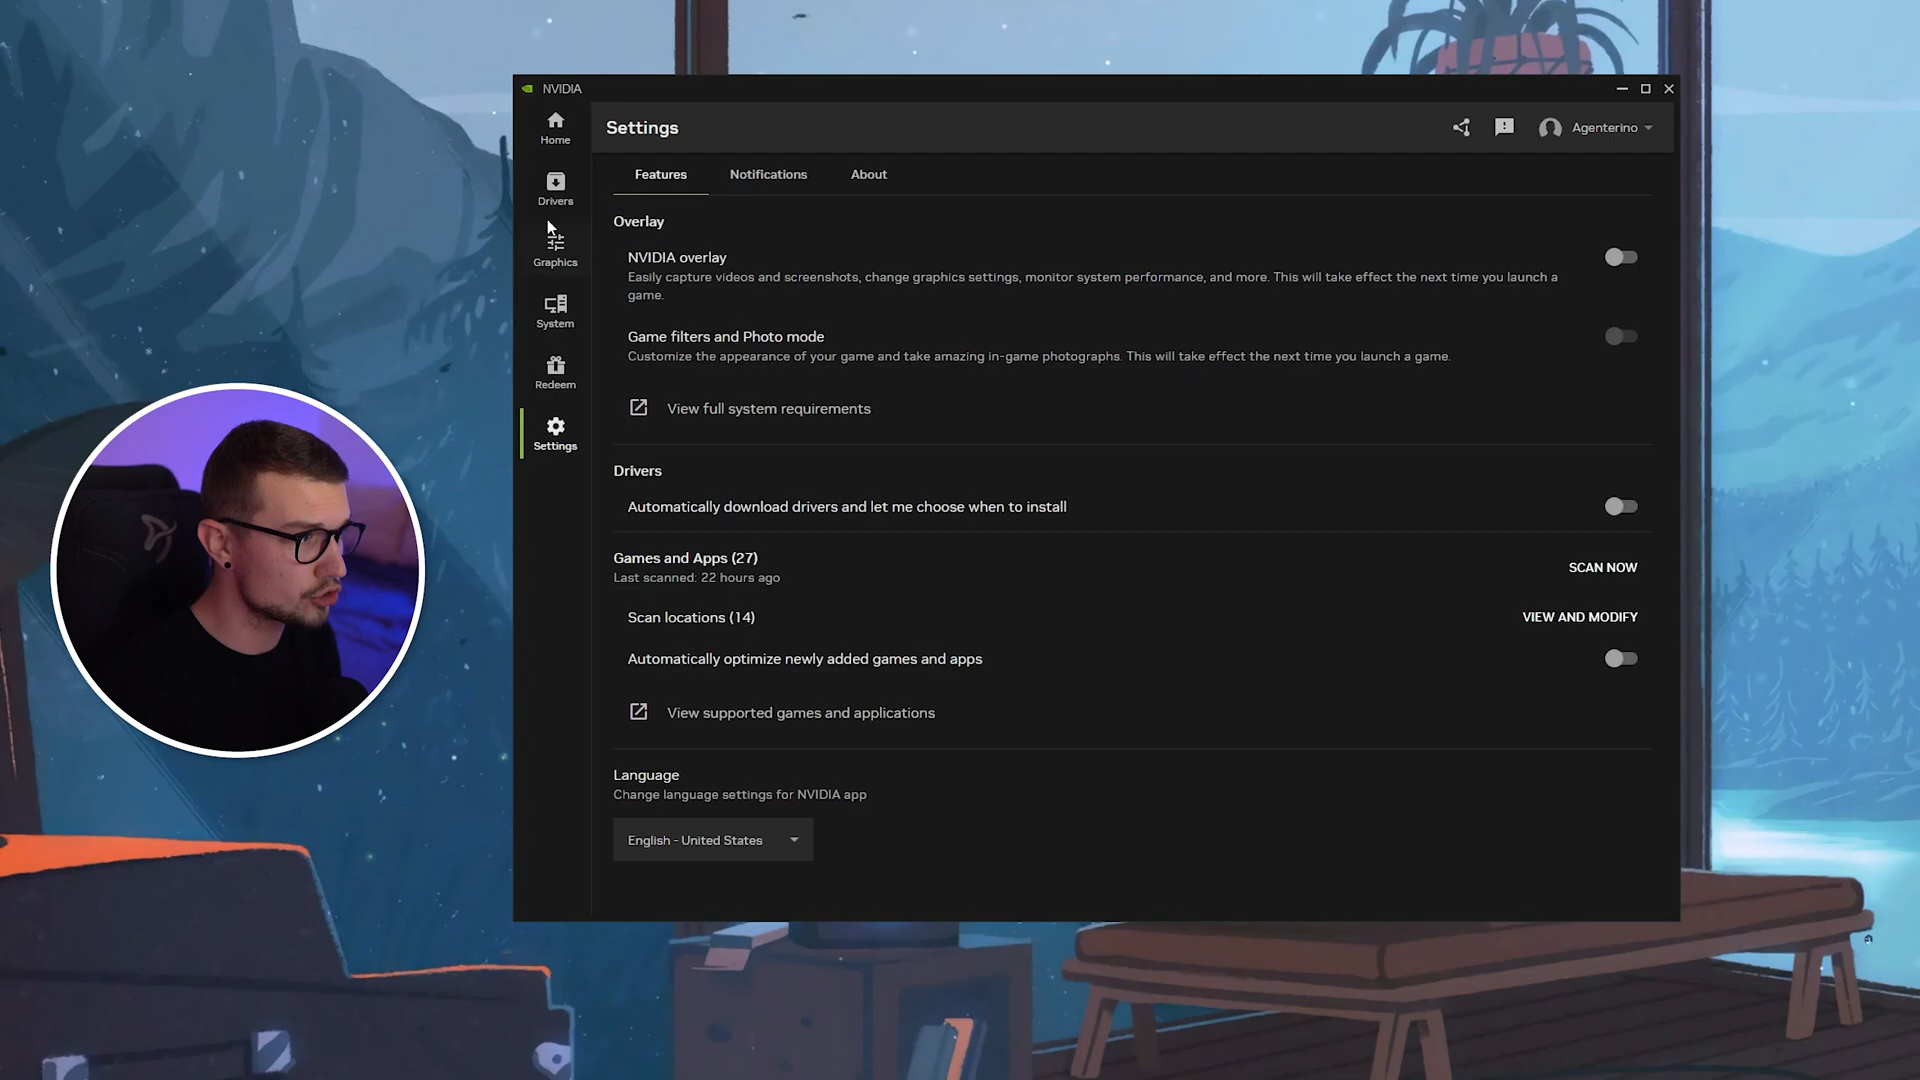 NVIDIA
Home
Drivers
Graphics
System
Redeem
Settings
Settings
Agenterino
Features
Notifications
About
Overlay
NVIDIA overlay
Easily capture videos and screenshots, change graphics settings, monitor system performance, and more. This will take effect the next time you launch a
game.
Game filters and Photo mode
Customize the appearance of your game and take amazing in-game photographs. This will take effect the next time you launch a game.
View full system requirements
Drivers
Automatically download drivers and let me choose when to install
Games and Apps (27)
Last scanned: 22 hours ago
SCAN NOW
Scan locations (14)
VIEW AND MODIFY
Automatically optimize newly added games and apps
View supported games and applications
Language
Change language settings for NVIDIA app
English - United States